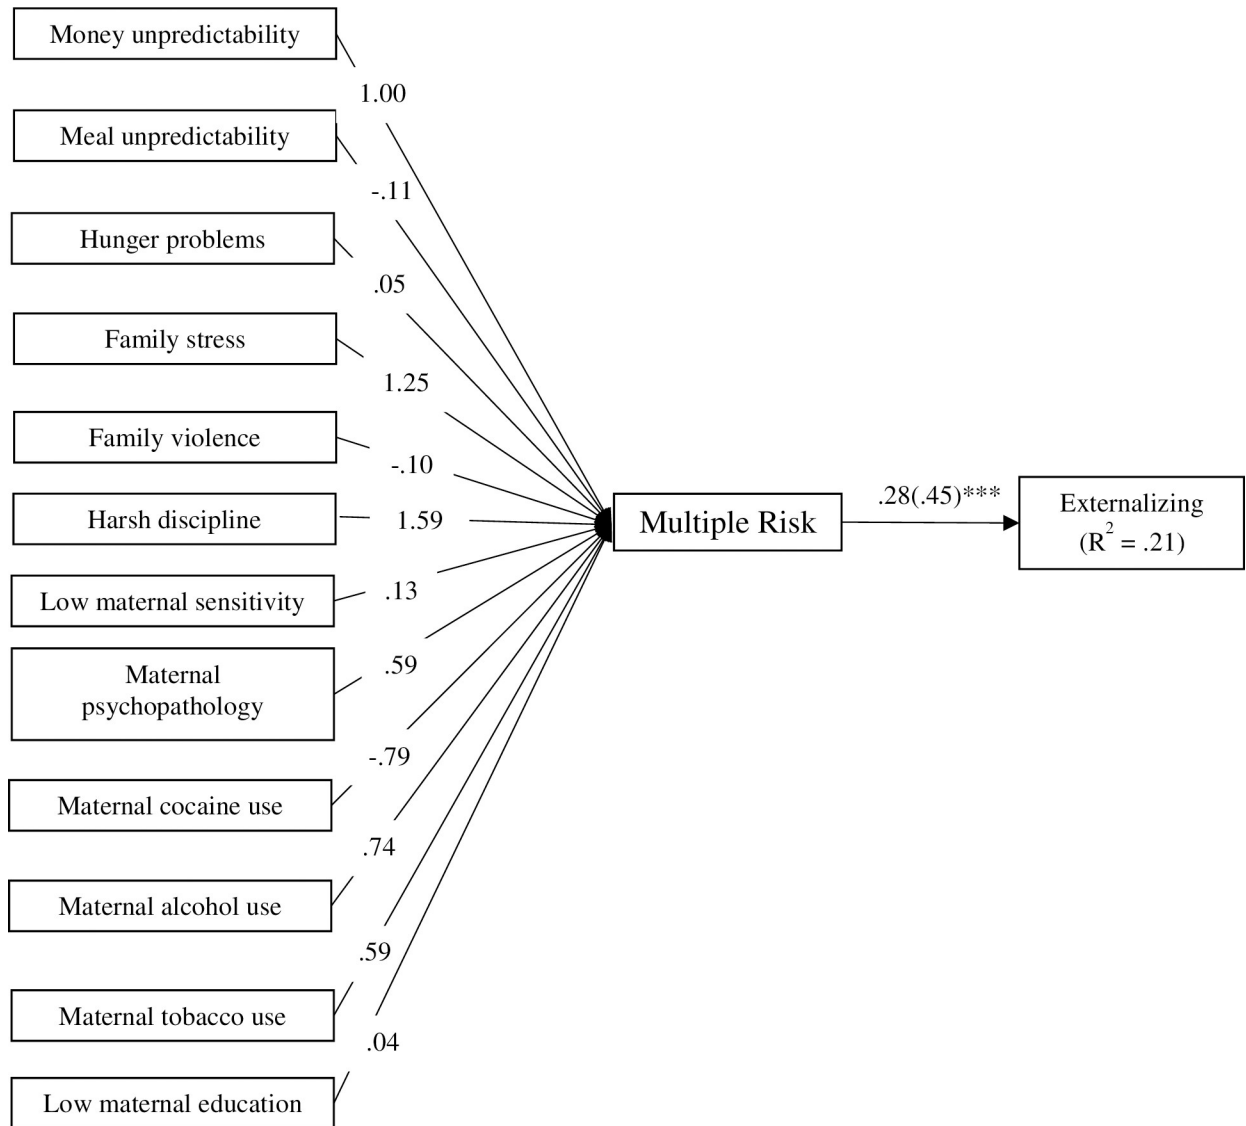 Money unpredictability
1.00
Meal unpredictability
-.11
Hunger problems
.05
Family stress
1.25
Family violence
-.10
Harsh discipline
1.59
Low maternal sensitivity
.13
Maternal
psychopathology
.59
Maternal cocaine use
-.79
Maternal alcohol use
.74
Maternal tobacco use
.59
Low maternal education
.04
Multiple Risk
.28(.45)***
Externalizing
(R² = .21)